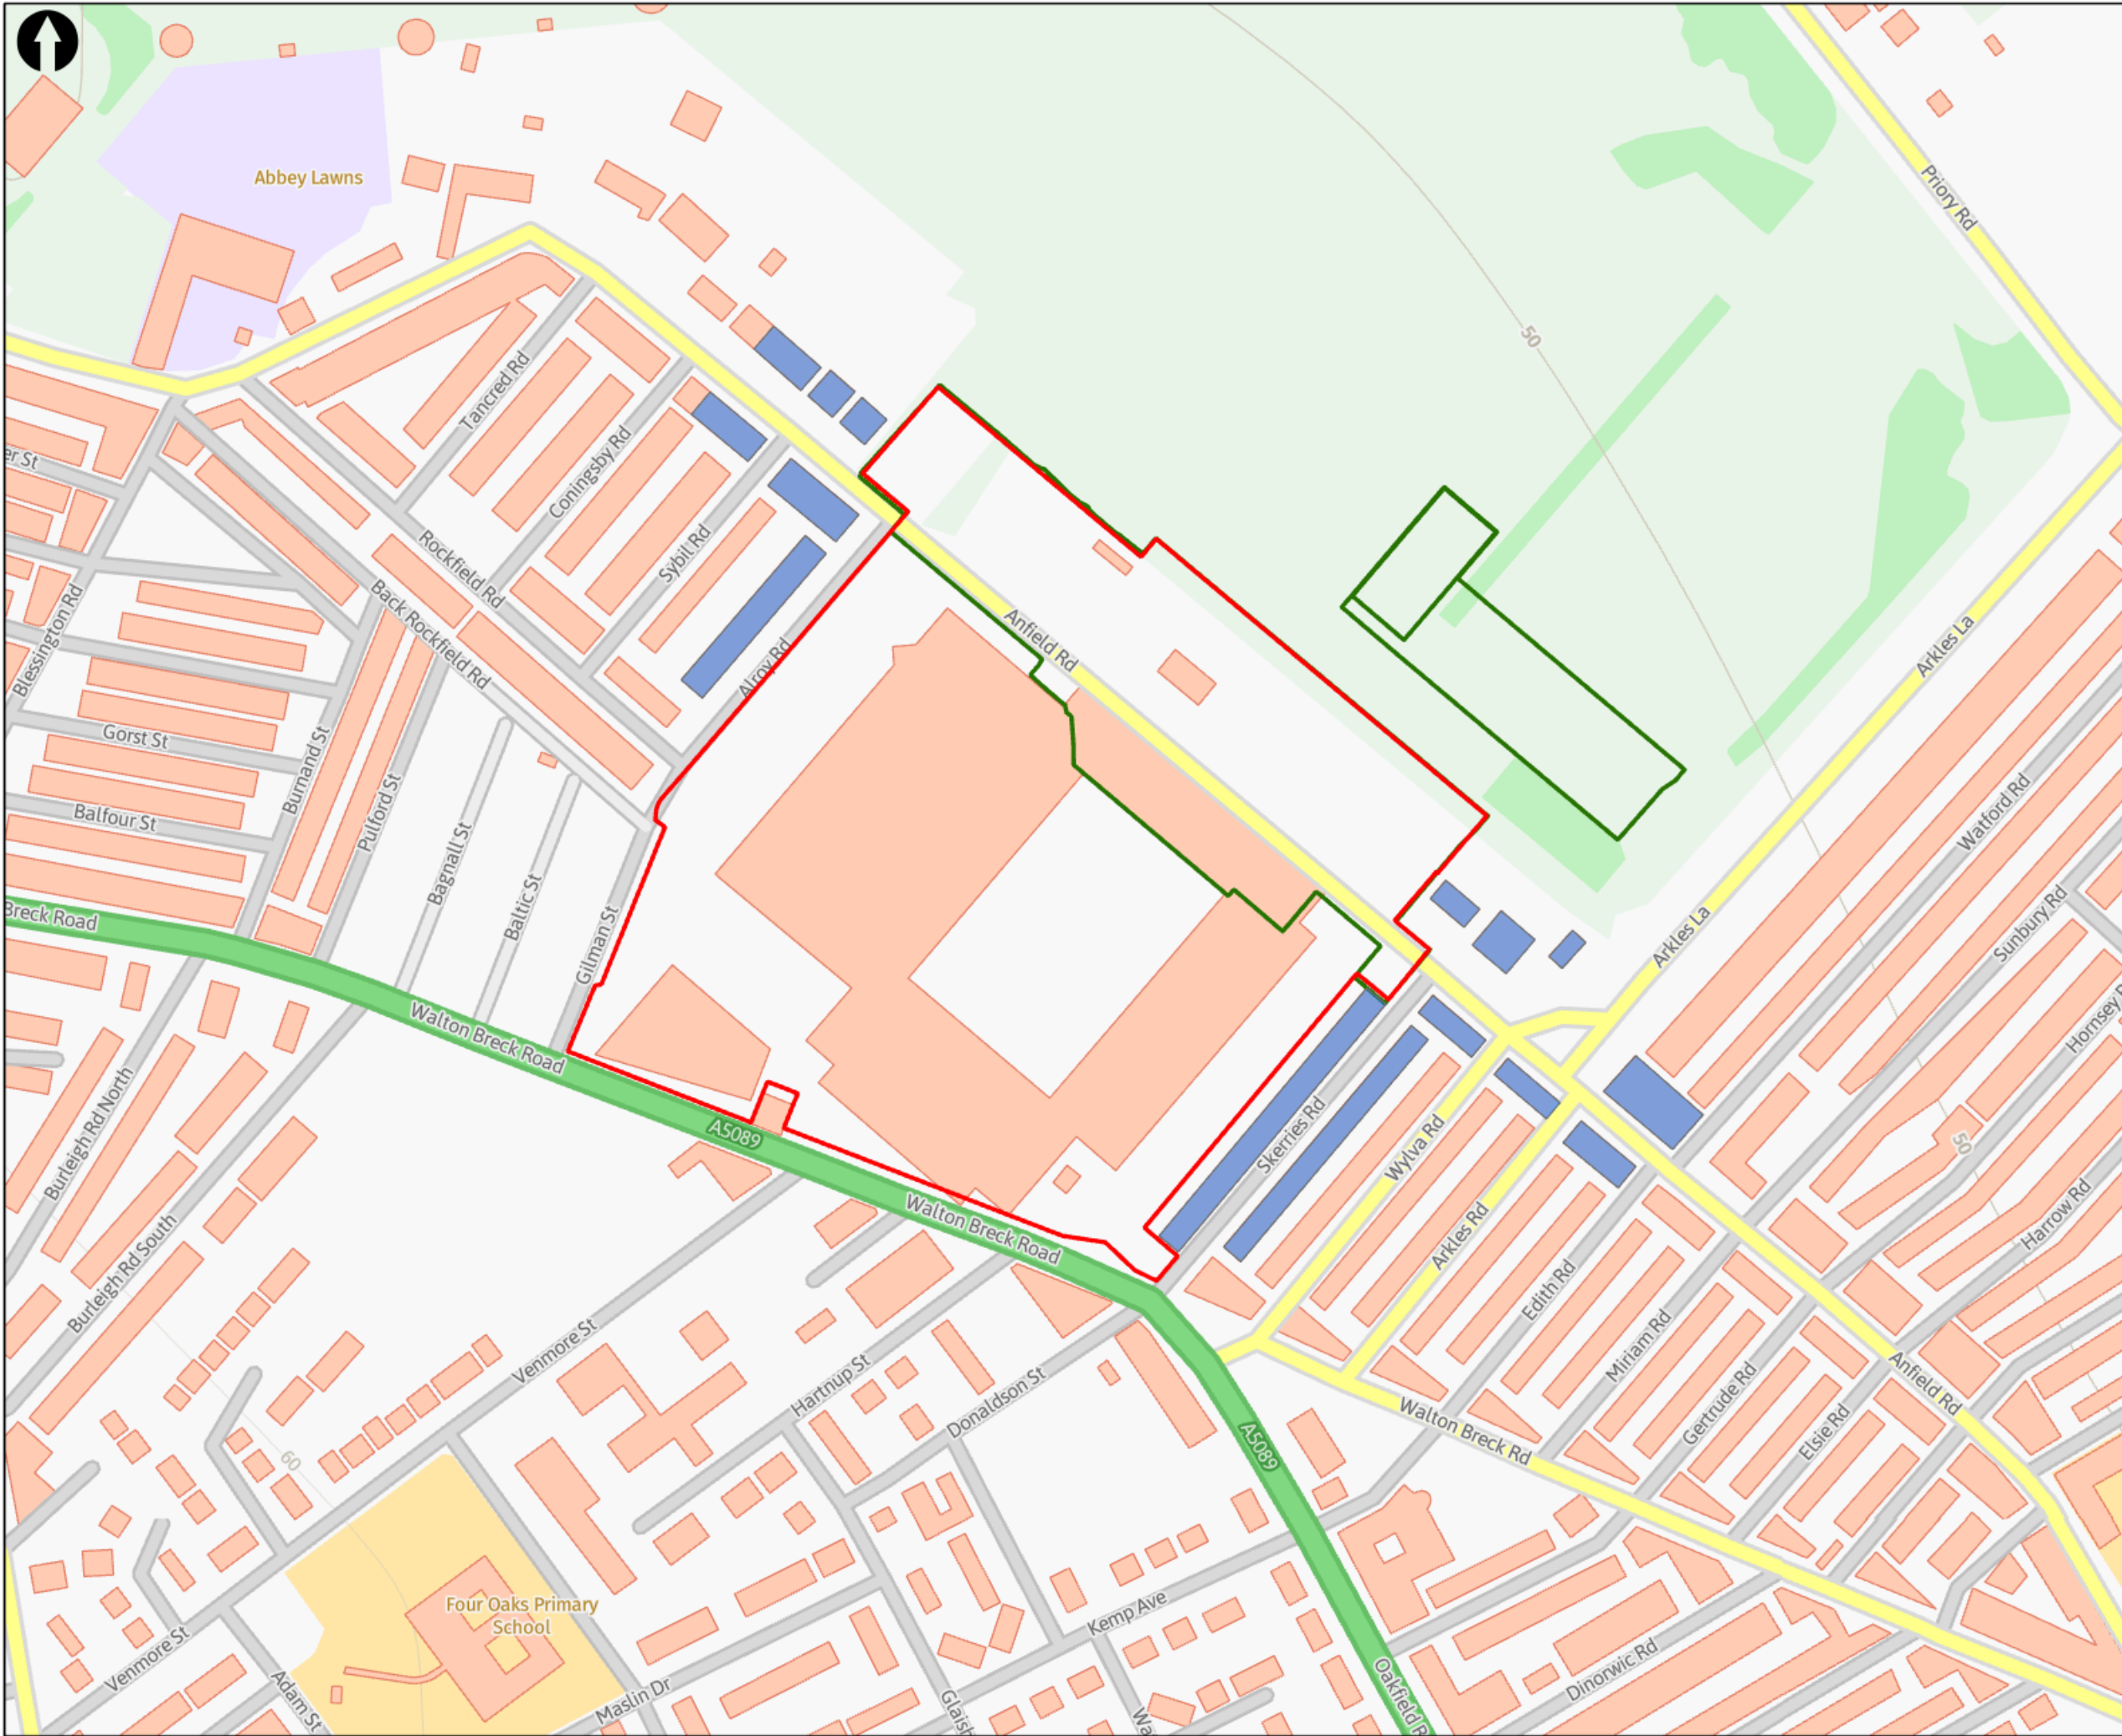 Abbey Lawns
Priory Rd
50
Tancred Rd
Coningsby Rd
er St
Sybil Rd
Rockfield Rd
Back Rockfield Rd
Blessington Rd
Anfield Rd
Alroy Rd
Arkles La
Gorst St
Burnand St
Balfour St
Pulford St
Bagnall St
Baltic St
Gilman St
Watford Rd
Sunbury Rd
Arkles La
Breck Road
Walton Breck Road
Hornsey R
Burleigh Rd North
A5089
Skerries Rd
Wylva Rd
50
Walton Breck Road
Arkles Rd
Harrow Rd
Burleigh Rd South
Edith Rd
Venmore St
Miriam Rd
Hartnup St
Donaldson St
Gertrude Rd
Anfield Rd
Elsie Rd
Walton Breck Rd
A5089
60
Four Oaks Primary
School
Kemp Ave
Venmore St
Adam St
Maslin Dr
Glaish
Wa
Dinorwic Rd
Oakfield R